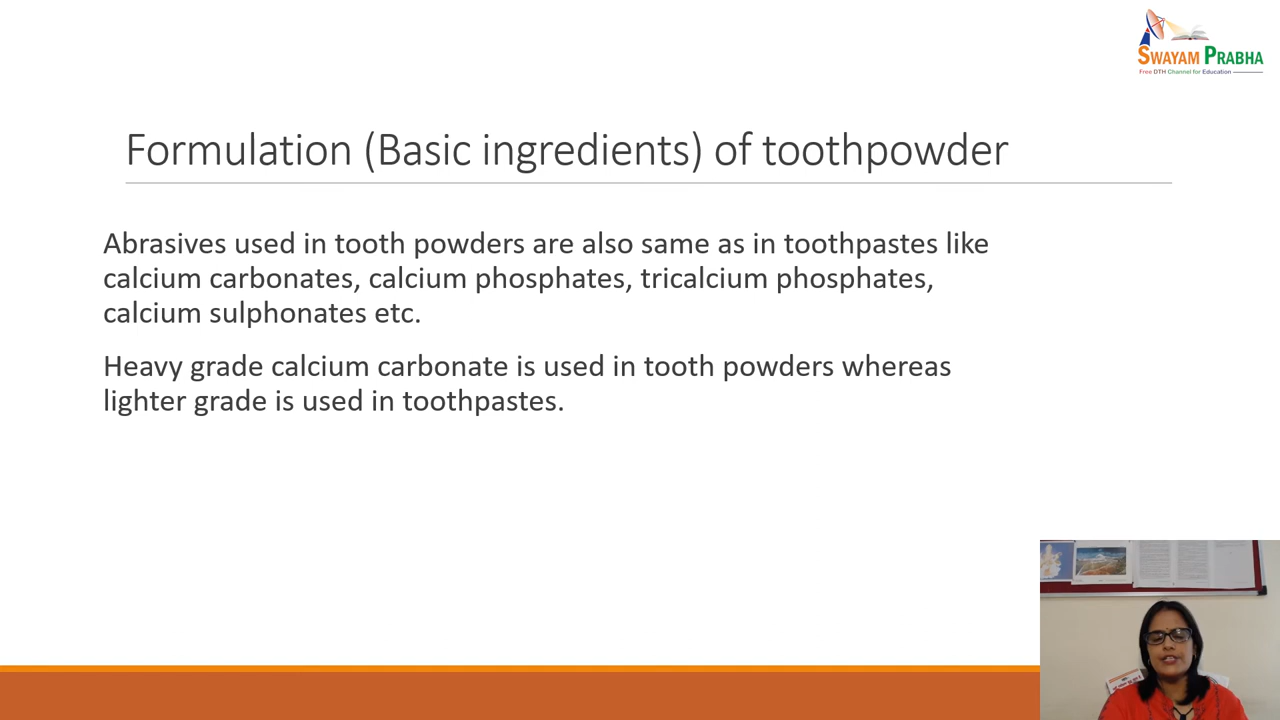 SWAYAM PRABHA
Free DTH Channel for Education
Formulation (Basic ingredients) of toothpowder
Abrasives used in tooth powders are also same as in toothpastes like
calcium carbonates, calcium phosphates, tricalcium phosphates,
calcium sulphonates etc.
Heavy grade calcium carbonate is used in tooth powders whereas
lighter grade is used in toothpastes.